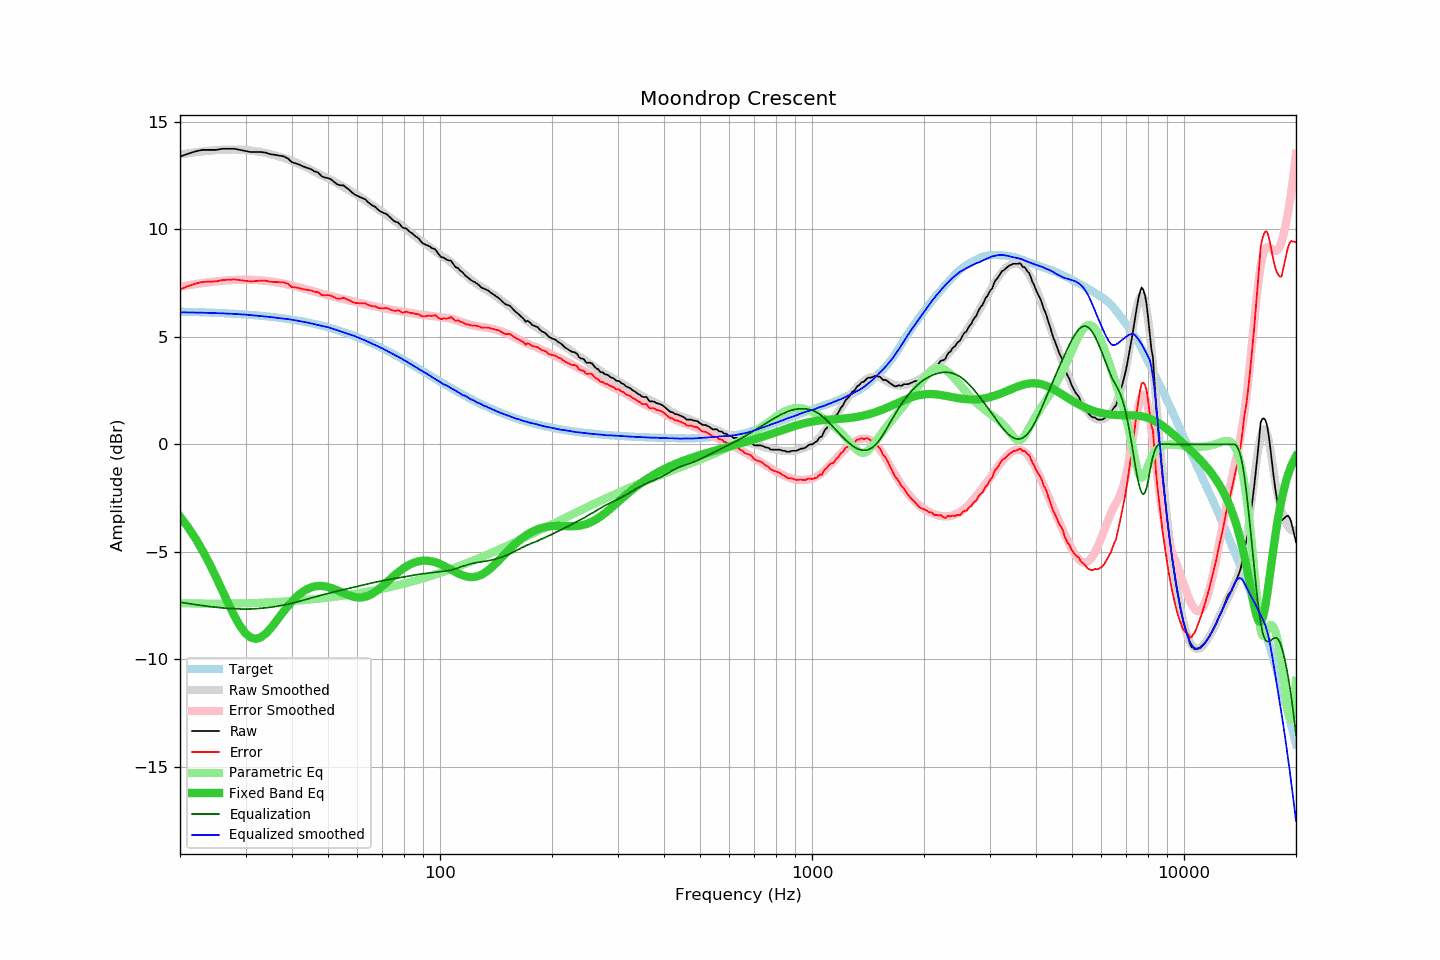 Moondrop Crescent
15
10
5
0
−5
−10
−15
Amplitude (dBr)
Target
Raw Smoothed
Error Smoothed
Raw
Error
Parametric Eq
Fixed Band Eq
Equalization
Equalized smoothed
100
1000
10000
Frequency (Hz)